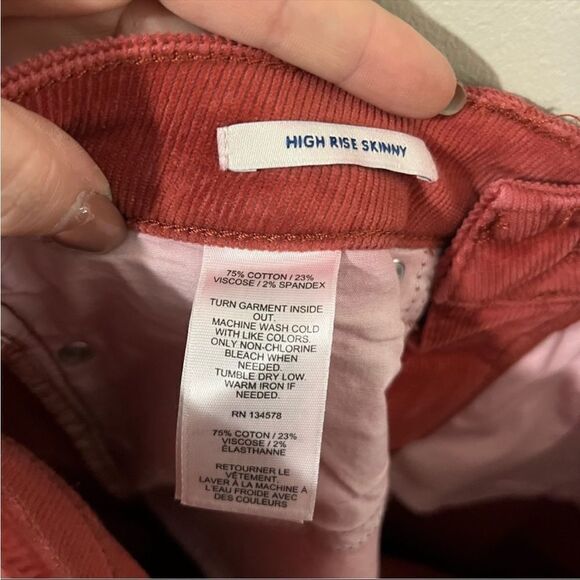 HIGH RISE SKINNY
75% COTTON / 23%
VISCOSE / 2% SPANDEX
TURN GARMENT INSIDE
OUT.
MACHINE WASH COLD
WITH LIKE COLORS.
ONLY NON-CHLORINE
BLEACH WHEN
NEEDED.
TUMBLE DRY LOW.
WARM IRON IF
NEEDED.
RN 134578
75% COTON / 23%
VISCOSE / 2%
ÉLASTHANNE
RETOURNER LE
VÊTEMENT.
LAVER À LA MACHINE À
L'EAU FROIDE AVEC
DES COULEURS